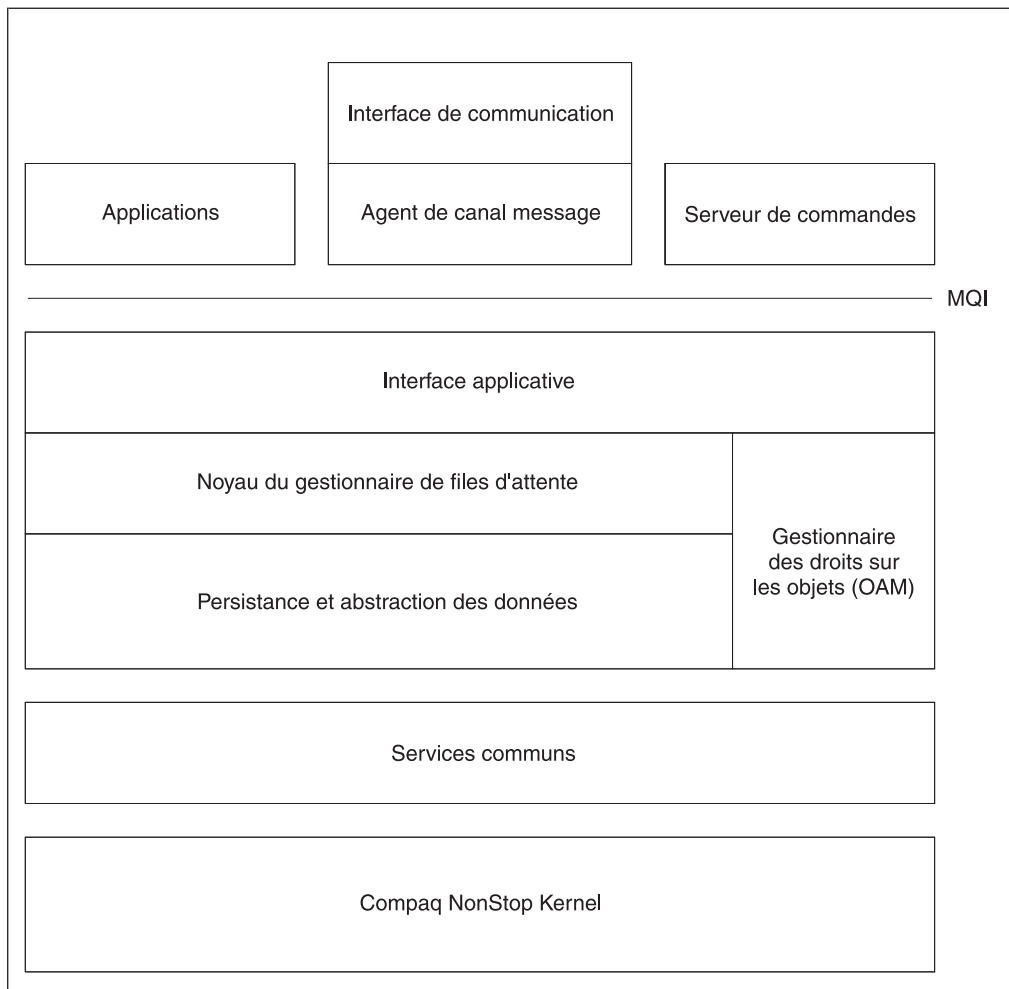 Interface de communication
Applications
Agent de canal message
Serveur de commandes
MQI
Interface applicative
Noyau du gestionnaire de files d'attente
Gestionnaire
des droits sur
les objets (OAM)
Persistance et abstraction des données
Services communs
Compaq NonStop Kernel